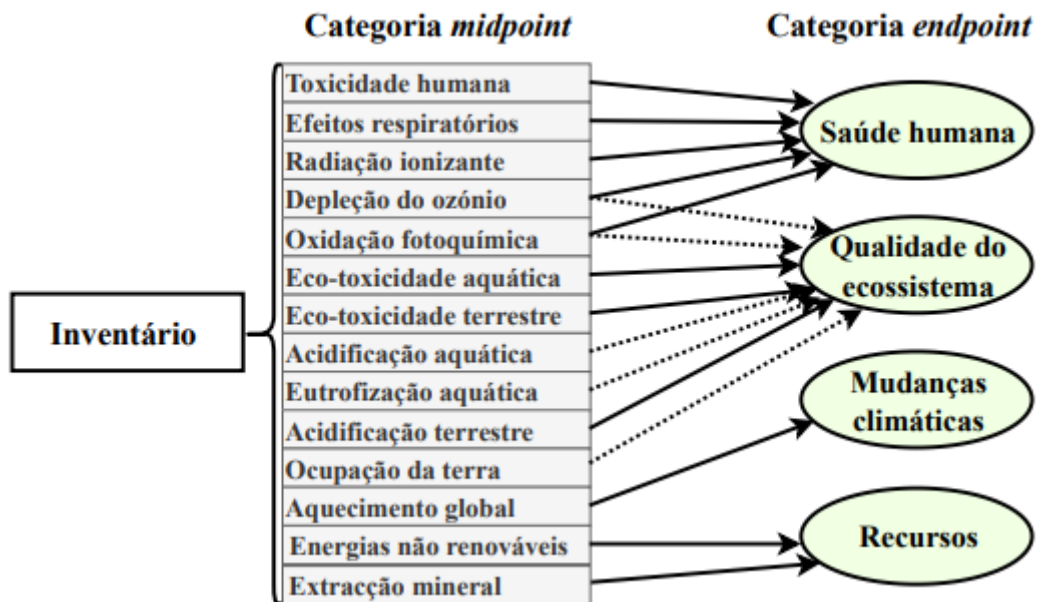 Categoria midpoint
Categoria endpoint
Inventário
Toxicidade humana
Efeitos respiratórios
Radiação ionizante
Depleção do ozónio
Oxidação fotoquímica
Eco-toxicidade aquática
Eco-toxicidade terrestre
Acidificação aquática
Eutrofização aquática
Acidificação terrestre
Ocupação da terra
Aquecimento global
Energias não renováveis
Extracção mineral
Saúde humana
Qualidade do
ecossistema
Mudanças
climáticas
Recursos